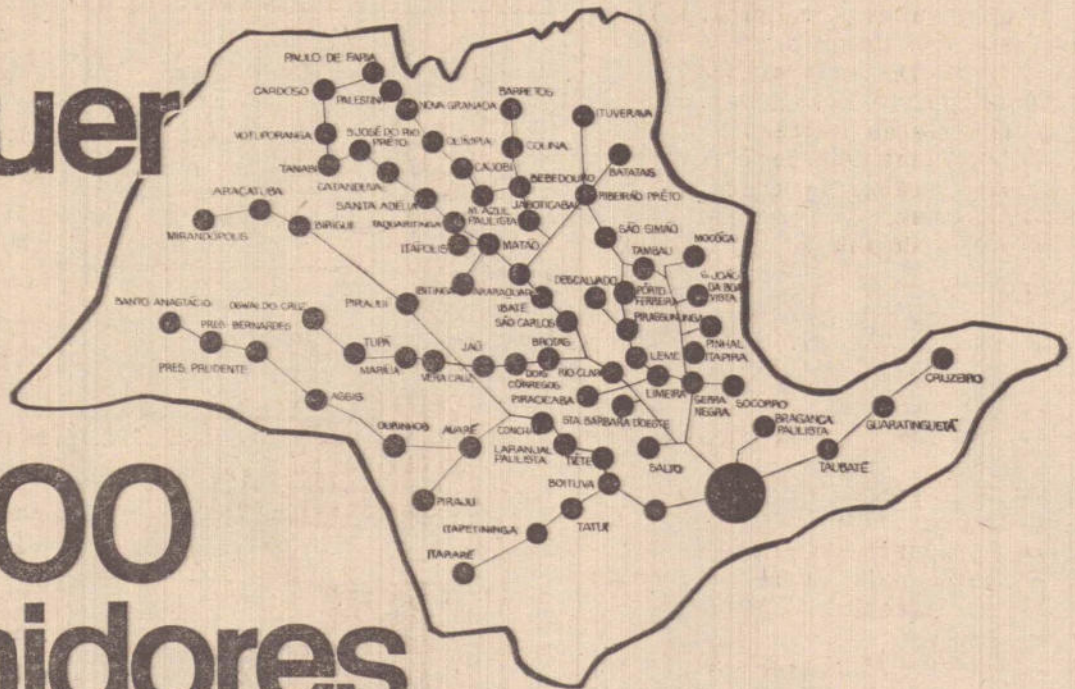 uer
00
nidores
PAULO DE FARIA
CARDOSO
PALESTINA
NOVA GRANADA
BARRETOS
ITUVERAVA
VOTUPORANGA
S. JOSÉ DO RIO
PRÊTO
OLÍMPIA
COLINA
BATATAIS
TANABI
CAJOBI
BEBEDOURO
RIBEIRÃO PRÊTO
ARAÇATUBA
CATANDUVA
SANTA ADÉLIA
M. AZUL
PAULISTA
JABOTICABAL
MIRANDÓPOLIS
BIRIGUI
TAQUARITINGA
SÃO SIMÃO
MOCÓCA
ITÁPOLIS
MATÃO
TAMBAÚ
IBITINGA
ARARAQUARA
DESCALVADO
PÔRTO
FERREIRA
S. JOÃO
DA BOA
VISTA
SANTO ANASTÁCIO
OSWALDO CRUZ
PIRAJUÍ
IBATÉ
SÃO CARLOS
PIRASSUNUNGA
PINHAL
PRES. BERNARDES
TUPÃ
JAÚ
BROTAS
LEME
ITAPIRA
PRES. PRUDENTE
MARÍLIA
VERA CRUZ
DOIS
CÓRREGOS
RIO CLARO
LIMEIRA
SERRA
NEGRA
SOCORRO
CRUZEIRO
ASSIS
PIRACICABA
STA. BÁRBARA D'OESTE
BRAGANÇA
PAULISTA
GUARATINGUETÁ
OURINHOS
AVARÉ
CONCHAS
LARANJAL
PAULISTA
TIETÊ
SALTO
TAUBATÉ
PIRAJU
BOITUVA
ITAPETININGA
TATUÍ
ITARARÉ